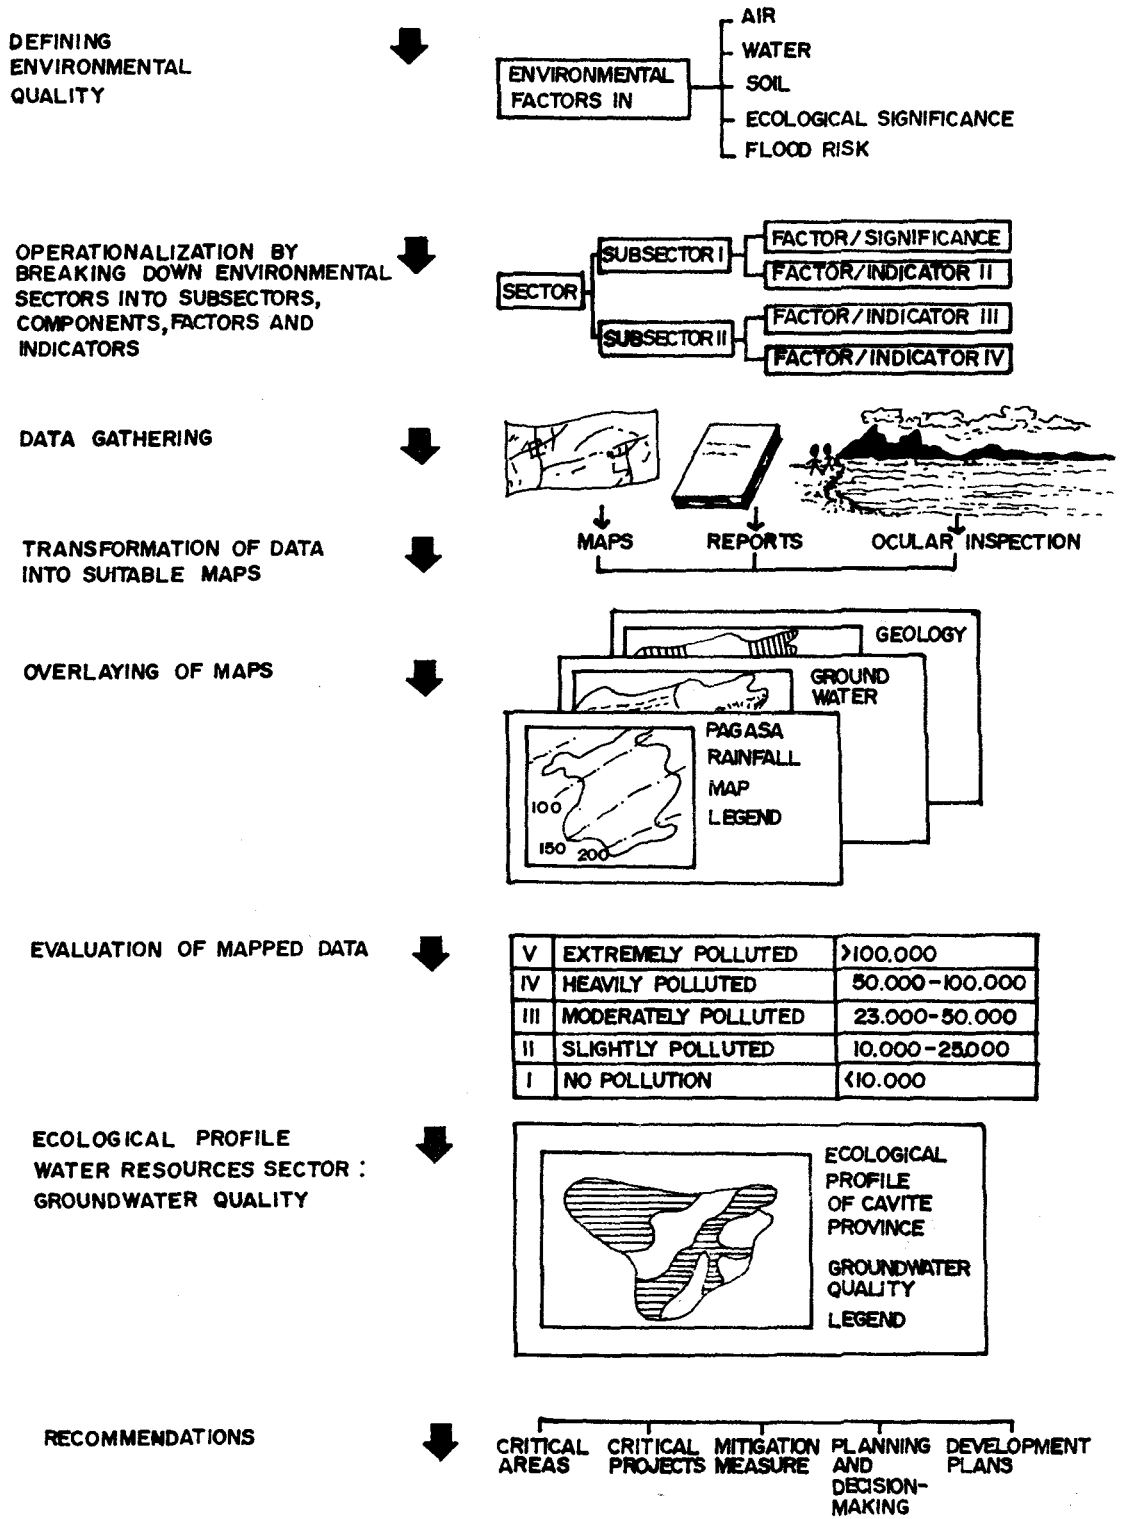 DEFINING
ENVIRONMENTAL
QUALITY
ENVIRONMENTAL
FACTORS IN
AIR
WATER
SOIL
ECOLOGICAL SIGNIFICANCE
FLOOD RISK
OPERATIONALIZATION BY
BREAKING DOWN ENVIRONMENTAL
SECTORS INTO SUBSECTORS,
COMPONENTS, FACTORS AND
INDICATORS
SECTOR
SUBSECTOR I
FACTOR/SIGNIFICANCE
FACTOR/INDICATOR II
SUBSECTOR II
FACTOR/INDICATOR III
FACTOR/INDICATOR IV
DATA GATHERING
TRANSFORMATION OF DATA
INTO SUITABLE MAPS
MAPS REPORTS OCULAR INSPECTION
OVERLAYING OF MAPS
GEOLOGY
GROUND
WATER
PAGASA
RAINFALL
MAP
LEGEND
100
150 200
EVALUATION OF MAPPED DATA
V EXTREMELY POLLUTED >100.000
IV HEAVILY POLLUTED 50.000-100.000
III MODERATELY POLLUTED 23.000-50.000
II SLIGHTLY POLLUTED 10.000-25.000
I NO POLLUTION <10.000
ECOLOGICAL PROFILE
WATER RESOURCES SECTOR:
GROUNDWATER QUALITY
ECOLOGICAL
PROFILE
OF CAVITE
PROVINCE
GROUNDWATER
QUALITY
LEGEND
RECOMMENDATIONS
CRITICAL
AREAS
CRITICAL
PROJECTS
MITIGATION
MEASURE
PLANNING
AND
DECISION-
MAKING
DEVELOPMENT
PLANS